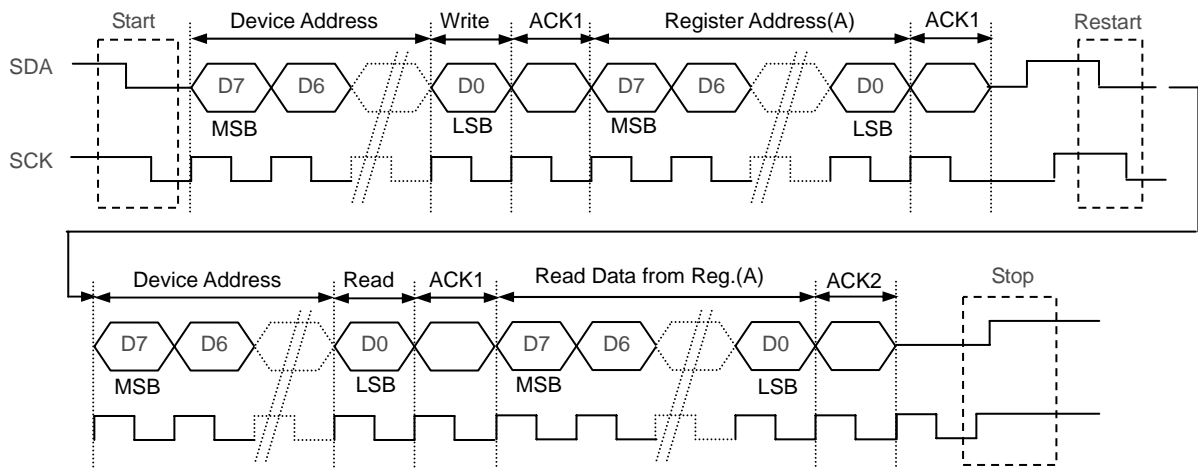 Start Device Address Write ACK1 Register Address(A) ACK1 Restart
SDA D7 D6 D0 D7 D6 D0
MSB LSB MSB LSB
SCK
Device Address Read ACK1 Read Data from Reg.(A) ACK2 Stop
D7 D6 D0 D7 D6 D0
MSB LSB MSB LSB